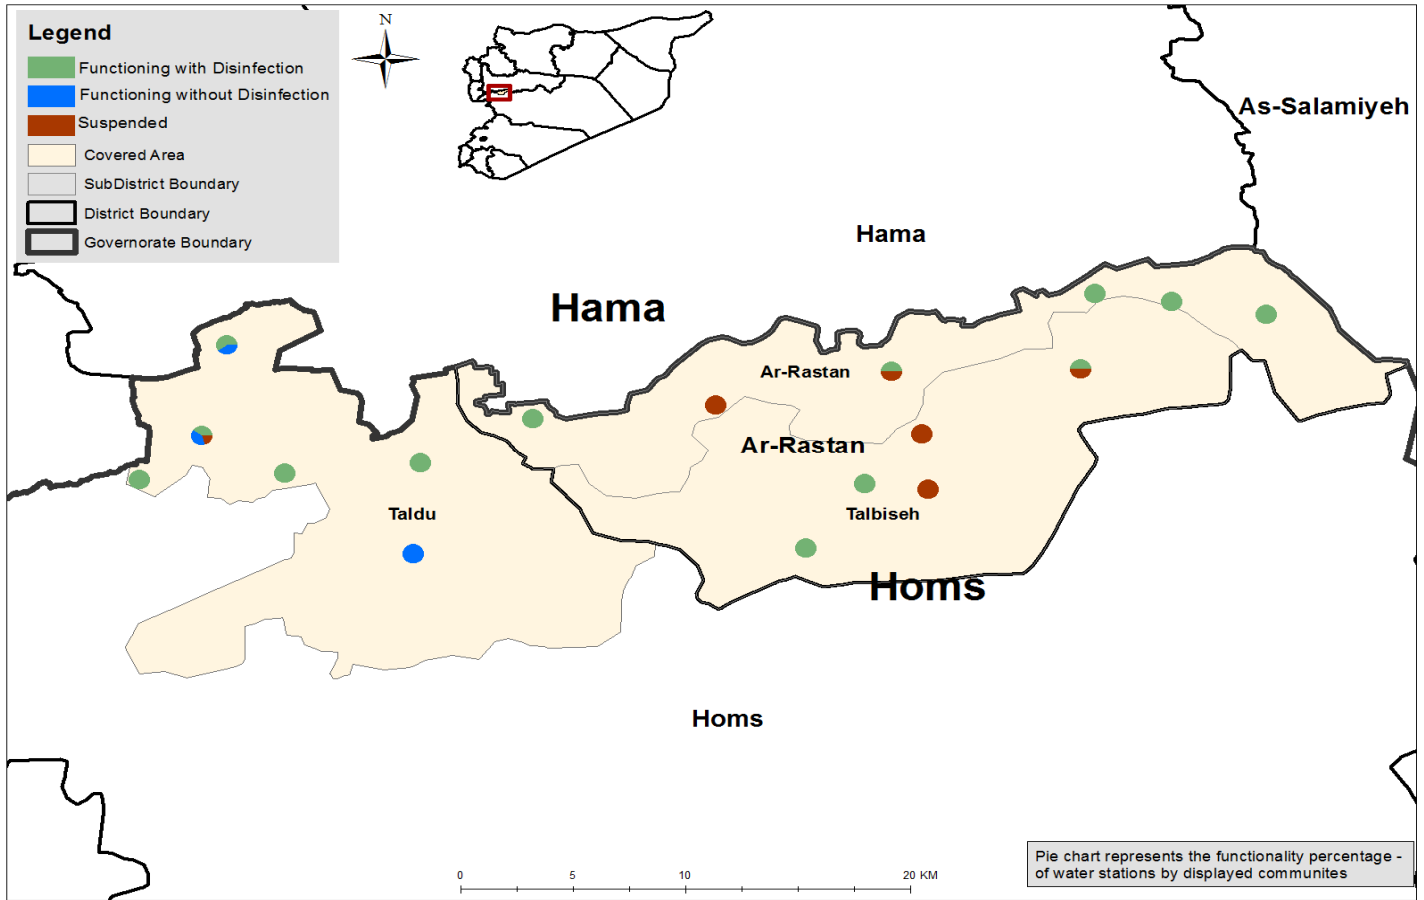 Legend
Functioning with Disinfection
Functioning without Disinfection
Suspended
Covered Area
SubDistrict Boundary
District Boundary
Governorate Boundary
N
As-Salamiyeh
Hama
Hama
Ar-Rastan
Ar-Rastan
Taldu
Talbiseh
Homs
Homs
Pie chart represents the functionality percentage -
of water stations by displayed communites
0 5 10 20 KM